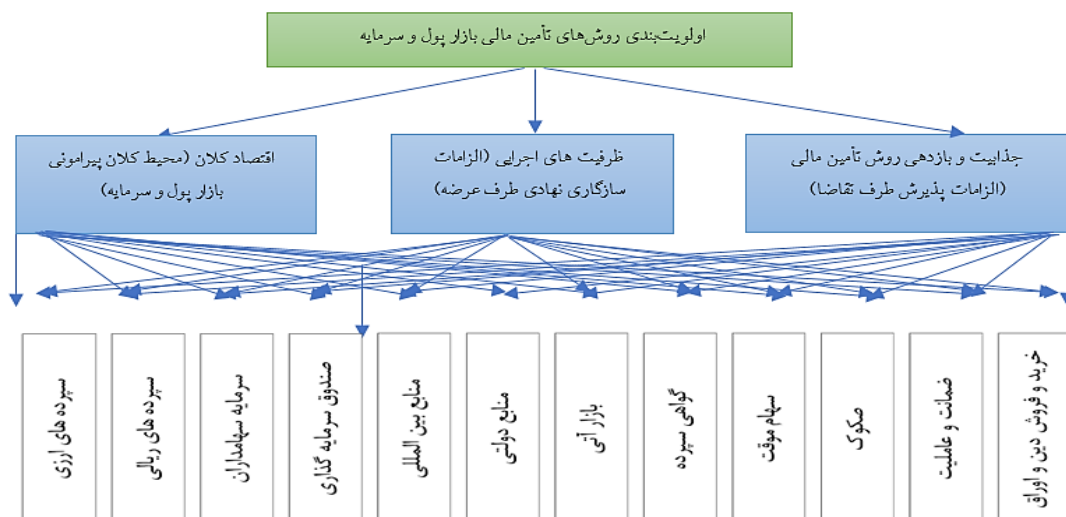 اولویت‌بندی روش‌های تأمین مالی بازار پول و سرمایه
جذابیت و بازدهی روش تأمین مالی
(الزامات پذیرش طرف تقاضا)
ظرفیت های اجرایی (الزامات
سازگاری نهادی طرف عرضه)
اقتصاد کلان (محیط کلان پیرامونی
بازار پول و سرمایه)
خرید و فروش دین و اوراق
ضمانت و عاملیت
صکوک
سهام موقت
گواهی سپرده
بازار آتی
منابع دولتی
منابع بین المللی
صندوق سرمایه گذاری
سرمایه سهامداران
سپرده های ریالی
سپرده های ارزی